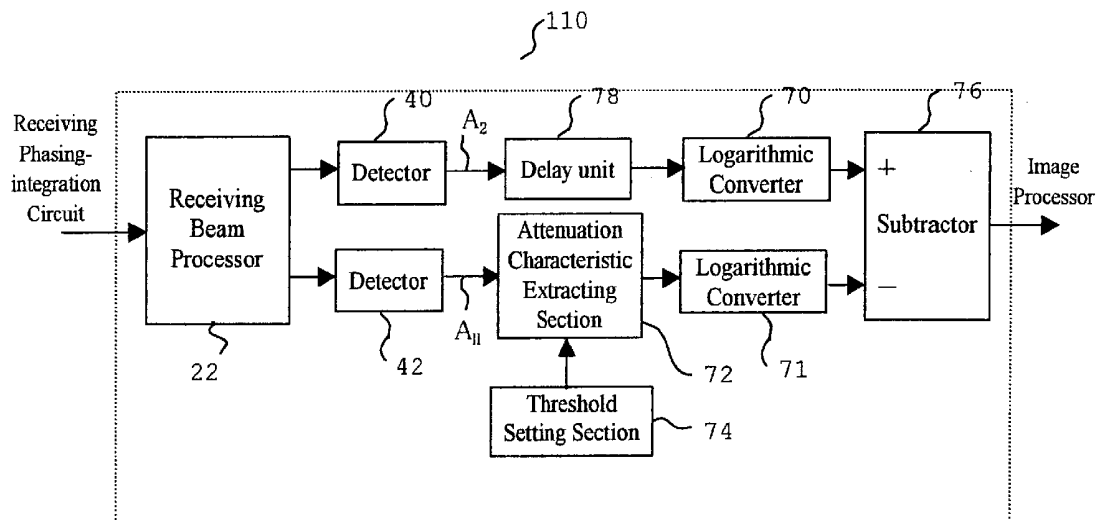 110
40
78
70
76
Receiving
Phasing-
integration
Circuit
Receiving
Beam
Processor
22
Detector
A2
Delay unit
Logarithmic
Converter
+
Subtractor
−
Image
Processor
Detector
42
A11
Attenuation
Characteristic
Extracting
Section
72
Logarithmic
Converter
71
Threshold
Setting Section
74